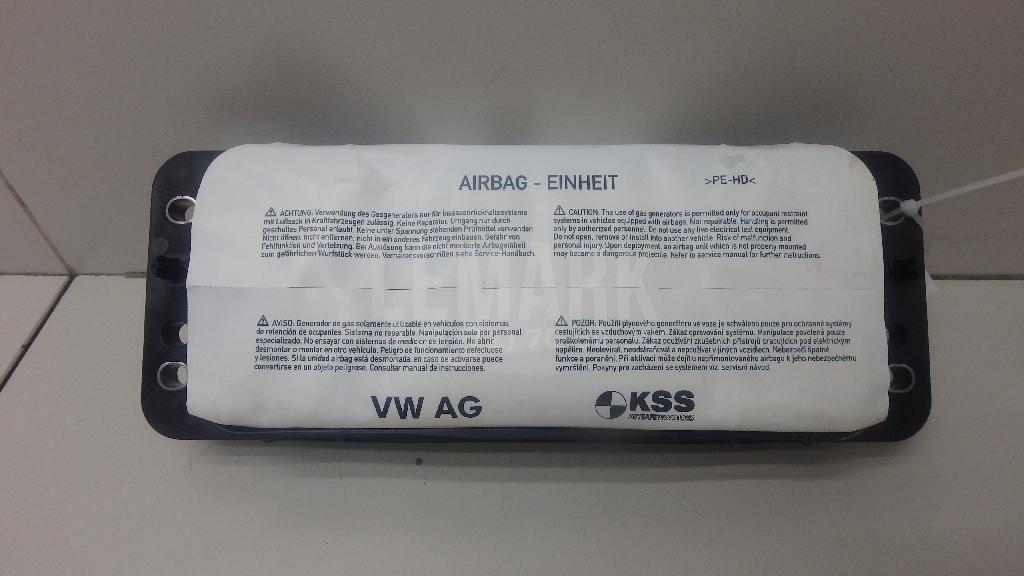 AIRBAG - EINHEIT
>PE-HD<
⚠ ACHTUNG: Verwendung des Gasgenerators nur für Insassenrückhaltesysteme
mit Luftsack in Kraftfahrzeugen zulässig. Keine Reparatur. Umgang nur durch
geschultes Personal erlaubt. Keine unter Spannung stehenden Prüfmittel verwenden.
Nicht öffnen, nicht entfernen, nicht in ein anderes Fahrzeug einbauen. Gefahr von
Fehlfunktion und Verletzung. Bei Auslösung kann die nicht montierte Airbageinheit
zum gefährlichen Wurfstück werden. Verhaltensvorschriften siehe Service-Handbuch.
⚠ CAUTION: The use of gas generators is permitted only for occupant restraint
systems in vehicles equipped with airbags. Not repairable. Handling is permitted
only by authorized personnel. Do not use any live electrical test equipment.
Do not open, remove or install into another vehicle. Risk of malfunction and
personal injury. Upon deployment, an airbag unit which is not properly mounted
may become a dangerous projectile. Refer to service manual for further instructions.
LEMARK
⚠ AVISO: Generador de gas solamente utilizable en vehículos con sistemas
de retención de ocupantes. Sistema no reparable. Manipulación solo por personal
especializado. No ensayar con sistemas de medición de tensión. No abrir
desmontar o montar en otro vehículo. Peligro de funcionamiento defectuoso
y lesiones. Si la unidad airbag está desmontada, en caso de activarse puede
convertirse en un objeto peligroso. Consultar manual de instrucciones.
⚠ POZOR: Použití plynového generátoru ve voze je schváleno pouze pro ochranné systémy
cestujících se vzduchovým vakem. Zákaz opravování systému. Manipulace povolená pouze
proškolenému personálu. Zákaz používání zkušebních přístrojů pracujících pod elektrickým
napětím. Neotevírat, neodstraňovat a nepoužívat v jiných vozidlech. Nebezpečí špatné
funkce a poranění. Při aktivaci může dojít u nepřimontovaného airbagu k jeho nebezpečnému
vymrštění. Pokyny pro zacházení se systémem viz. servisní návod.
VW AG
KSS